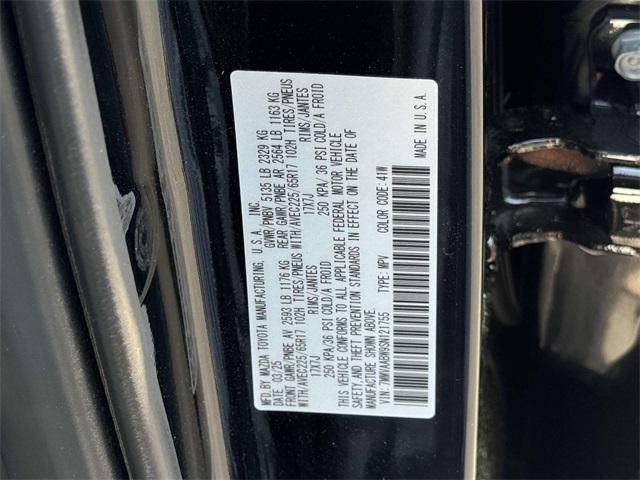 MFD. BY MAZDA TOYOTA MANUFACTURING, U.S.A., INC.
DATE: 03/25 GVWR/PNBV 5135 LB 2329 KG
FRONT GAWR/PNBE AV 2593 LB 1176 KG REAR GAWR/PNBE AR 2564 LB 1163 KG
WITH/AVEC225/65R17 102H TIRES/PNEUS WITH/AVEC225/65R17 102H TIRES/PNEUS
17X7J RIMS/JANTES 17X7J RIMS/JANTES
250 KPA/36 PSI COLD/A FROID 250 KPA/36 PSI COLD/A FROID
THIS VEHICLE CONFORMS TO ALL APPLICABLE FEDERAL MOTOR VEHICLE
SAFETY, AND THEFT PREVENTION STANDARDS IN EFFECT ON THE DATE OF
MANUFACTURE SHOWN ABOVE.
VIN: TYPE: MPV COLOR CODE: 41W MADE IN U.S.A.